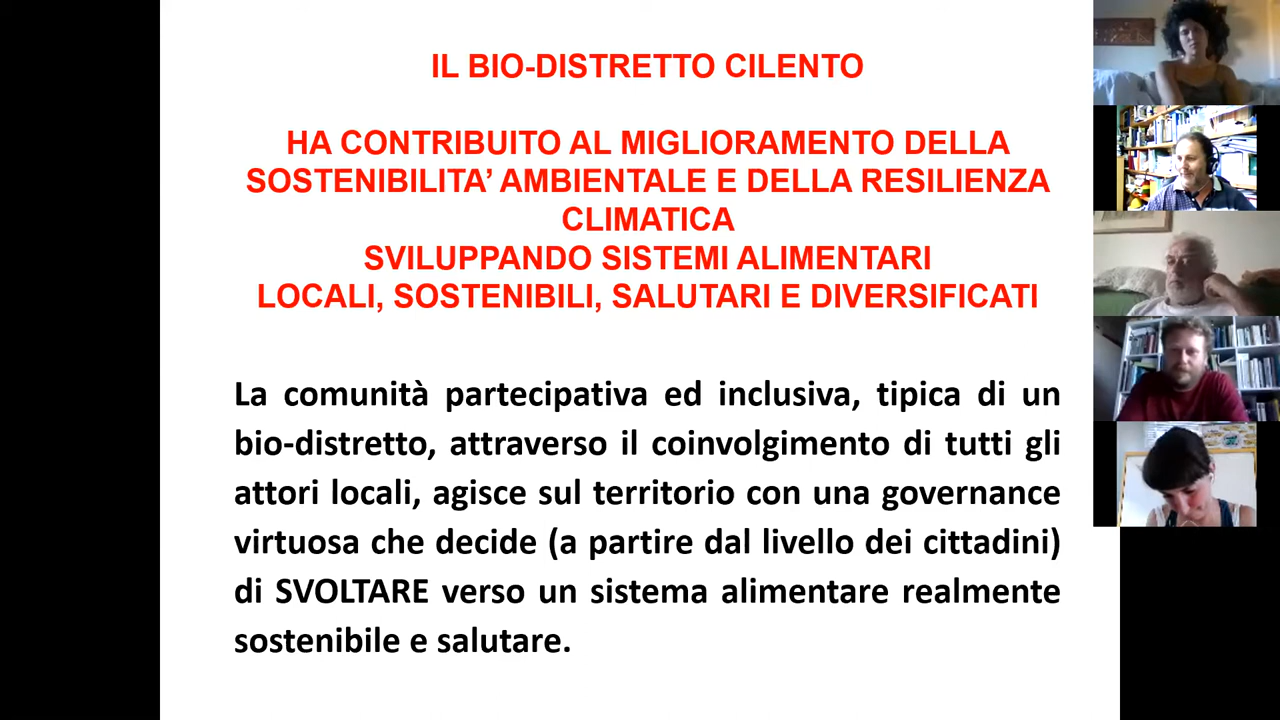 IL BIO-DISTRETTO CILENTO
HA CONTRIBUITO AL MIGLIORAMENTO DELLA
SOSTENIBILITA’ AMBIENTALE E DELLA RESILIENZA
CLIMATICA
SVILUPPANDO SISTEMI ALIMENTARI
LOCALI, SOSTENIBILI, SALUTARI E DIVERSIFICATI
La comunità partecipativa ed inclusiva, tipica di un
bio-distretto, attraverso il coinvolgimento di tutti gli
attori locali, agisce sul territorio con una governance
virtuosa che decide (a partire dal livello dei cittadini)
di SVOLTARE verso un sistema alimentare realmente
sostenibile e salutare.